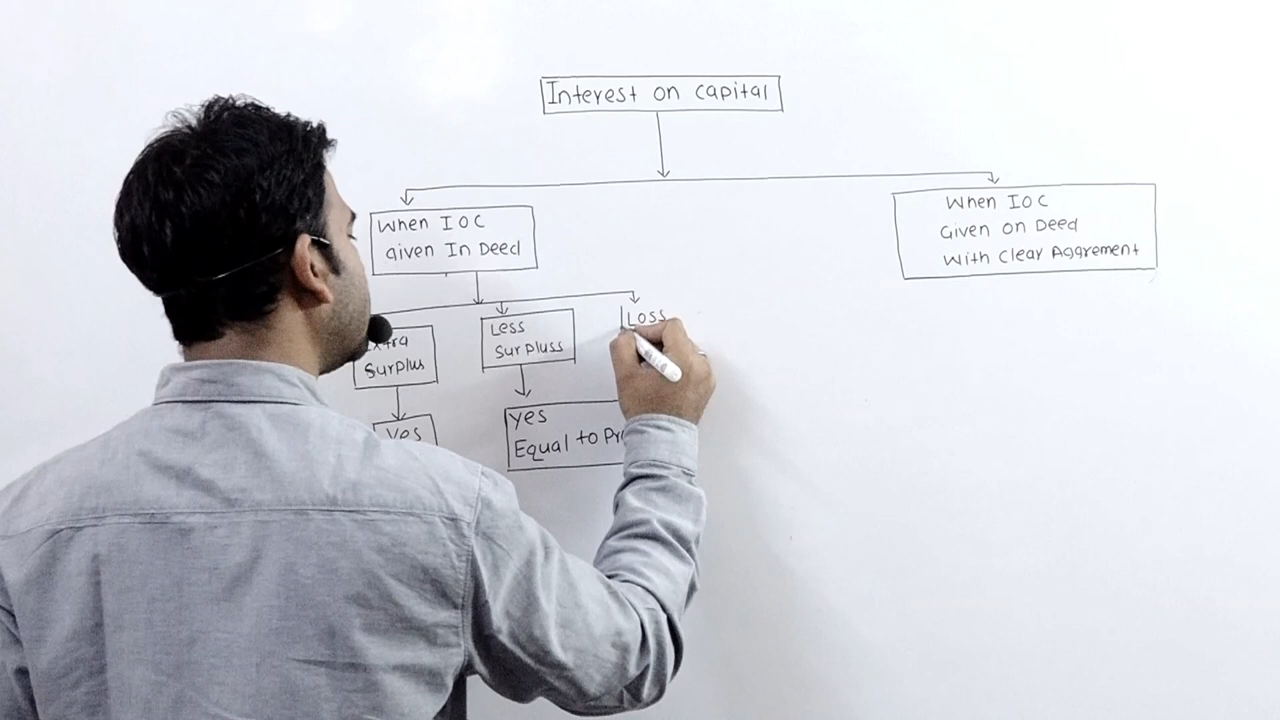 Interest on capital
When IOC
given In Deed
When IOC
Given on Deed
With Clear Aggrement
Surplus
Less
Surpluss
Loss
Yes
yes
Equal to